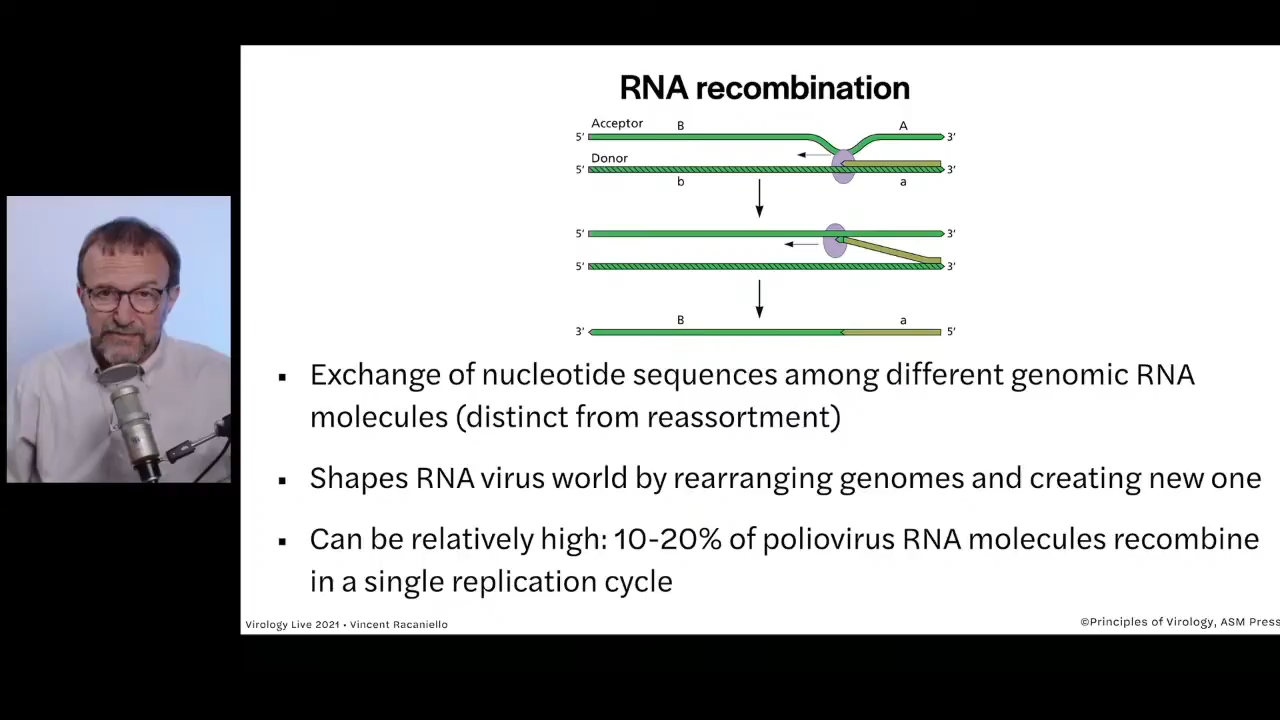 RNA recombination
Acceptor B A
5' 3'
Donor
5' 3'
b a
5' 3'
5' 3'
B a
3' 5'
▪ Exchange of nucleotide sequences among different genomic RNA
molecules (distinct from reassortment)
▪ Shapes RNA virus world by rearranging genomes and creating new one
▪ Can be relatively high: 10-20% of poliovirus RNA molecules recombine
in a single replication cycle
Virology Live 2021 • Vincent Racaniello
©Principles of Virology, ASM Press